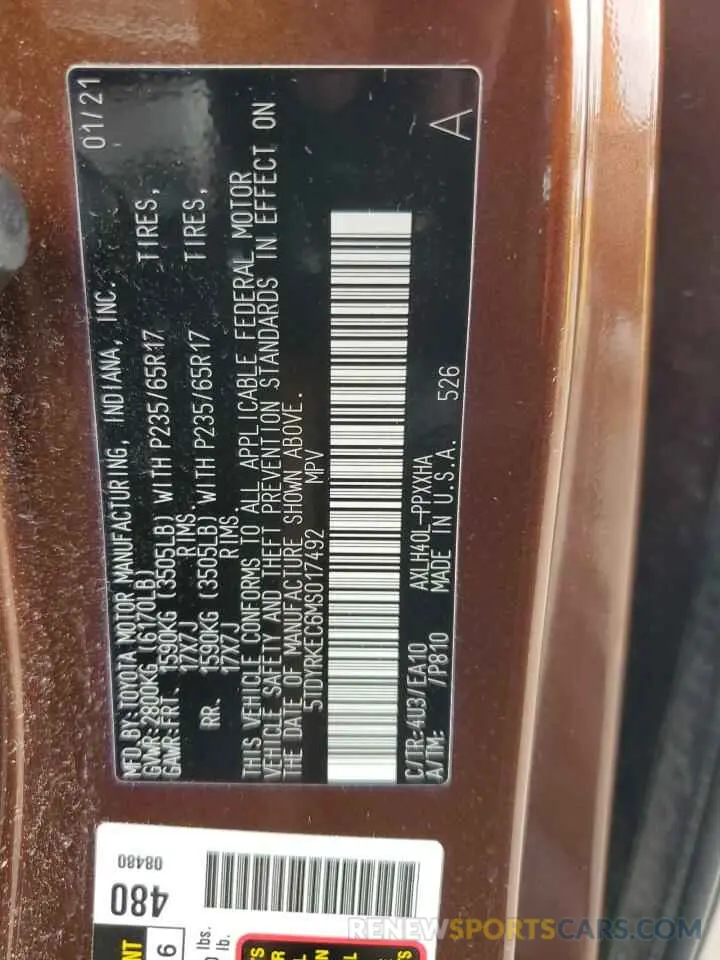 MFD BY: TOYOTA MOTOR MANUFACTURING, INDIANA, INC. 01/21
GVWR: 2800KG (6170LB)
GAWR: FRT. 1590KG (3505LB) WITH P235/65R17 TIRES,
17X7J RIMS.
RR. 1590KG (3505LB) WITH P235/65R17 TIRES,
17X7J RIMS.
THIS VEHICLE CONFORMS TO ALL APPLICABLE FEDERAL MOTOR
VEHICLE SAFETY AND THEFT PREVENTION STANDARDS IN EFFECT ON
THE DATE OF MANUFACTURE SHOWN ABOVE.
5TDYRKEC6MS017492 MPV
C/TR: 4U3/EA10 AXLH40L-PPXXHA
A/TM: /P810 MADE IN U.S.A. 526
A
08480
480
lbs.
lb.
6
RENEWSPORTSCARS.COM